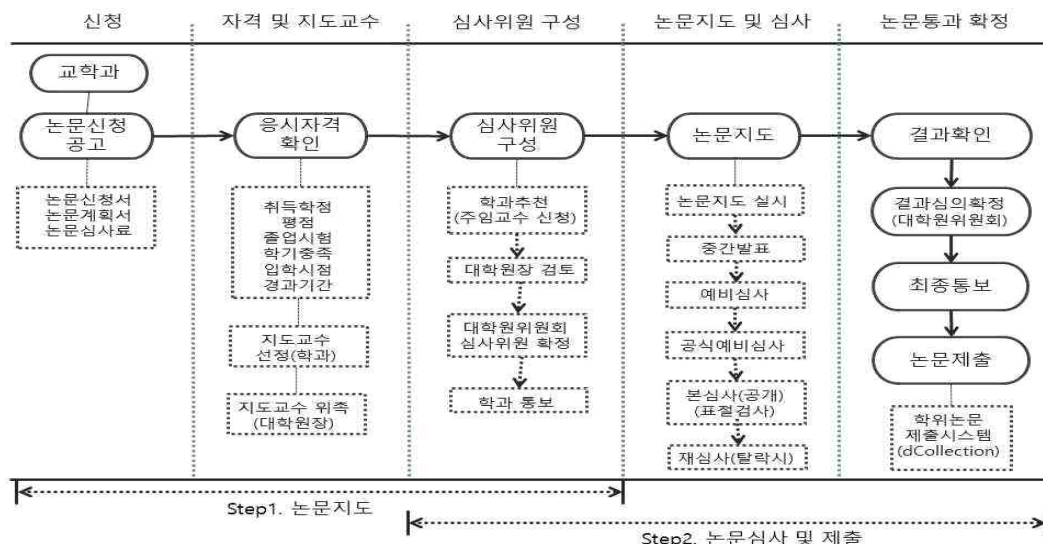 신청
자격 및 지도교수
심사위원 구성
논문지도 및 심사
논문통과 확정
교학과
논문신청
공고
논문신청서
논문계획서
논문심사료
응시자격
확인
취득학점
평점
졸업시험
학기충족
입학시점
경과기간
지도교수
선정(학과)
지도교수 위촉
(대학원장)
심사위원
구성
학과추천
(주임교수 신청)
대학원장 검토
대학원위원회
심사위원 확정
학과 통보
논문지도
논문지도 실시
중간발표
예비심사
공식예비심사
본심사(공개)
(표절검사)
재심사(탈락시)
결과확인
결과심의확정
(대학원위원회)
최종통보
논문제출
학위논문
제출시스템
(dCollection)
Step1. 논문지도
Step2. 논문심사 및 제출